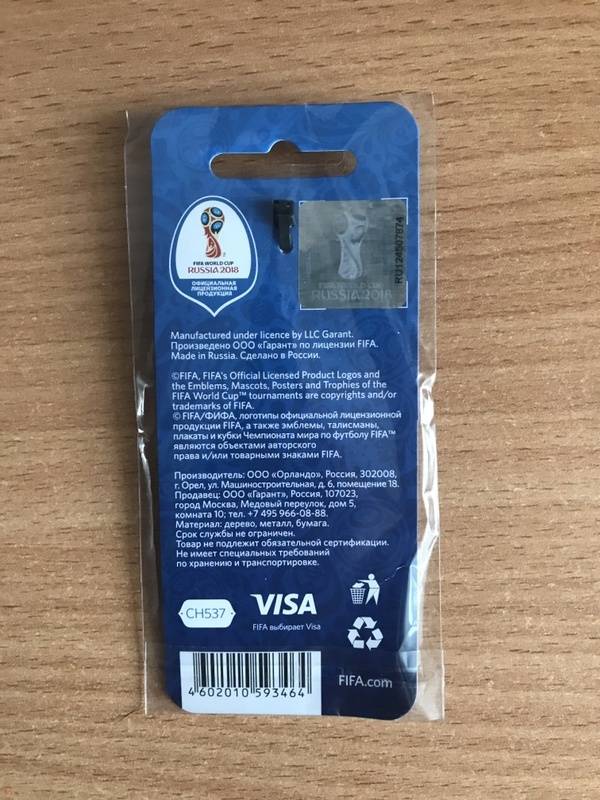 FIFA WORLD CUP
RUSSIA 2018
ОФИЦИАЛЬНАЯ
ЛИЦЕНЗИОННАЯ
ПРОДУКЦИЯ
FIFA WORLD CUP
RUSSIA 2018
RU124507874
Manufactured under licence by LLC Garant.
Произведено ООО «Гарант» по лицензии FIFA.
Made in Russia. Сделано в России.
©FIFA, FIFA's Official Licensed Product Logos and
the Emblems, Mascots, Posters and Trophies of the
FIFA World Cup™ tournaments are copyrights and/or
trademarks of FIFA.
© FIFA/ФИФА, логотипы официальной лицензионной
продукции FIFA, а также эмблемы, талисманы,
плакаты и кубки Чемпионата мира по футболу FIFA™
являются объектами авторского
права и/или товарными знаками FIFA.
Производитель: ООО «Орландо», Россия, 302008,
г. Орел, ул. Машиностроительная, д. 6, помещение 18.
Продавец: ООО «Гарант», Россия, 107023,
город Москва, Медовый переулок, дом 5,
комната 10; тел. +7 495 966-08-88.
Материал: дерево, металл, бумага.
Срок службы не ограничен.
Товар не подлежит обязательной сертификации.
Не имеет специальных требований
по хранению и транспортировке.
CH537
VISA
FIFA выбирает Visa
4 602010 593464
FIFA.com